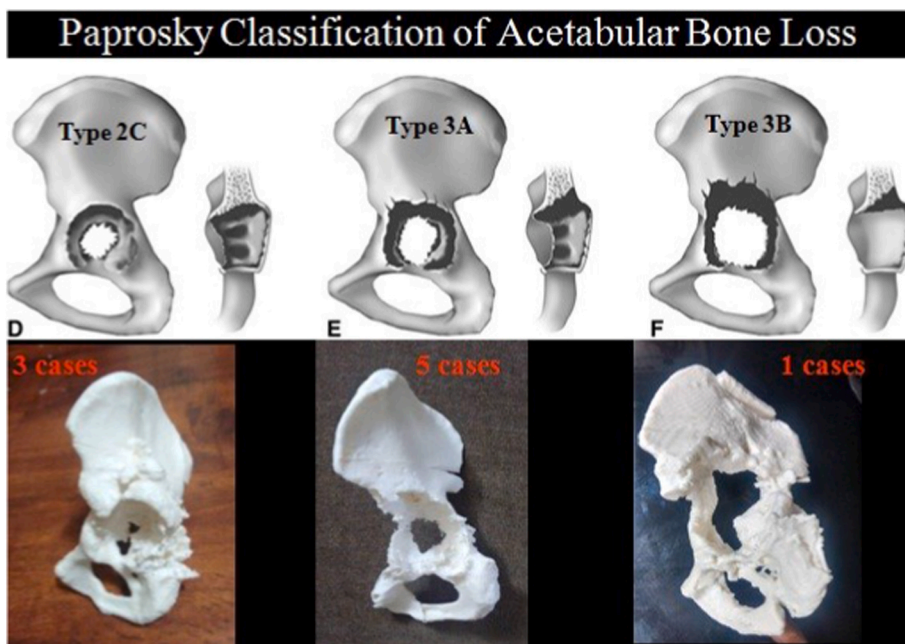 Paprosky Classification of Acetabular Bone Loss
Type 2C
Type 3A
Type 3B
D
E
F
3 cases
5 cases
1 cases